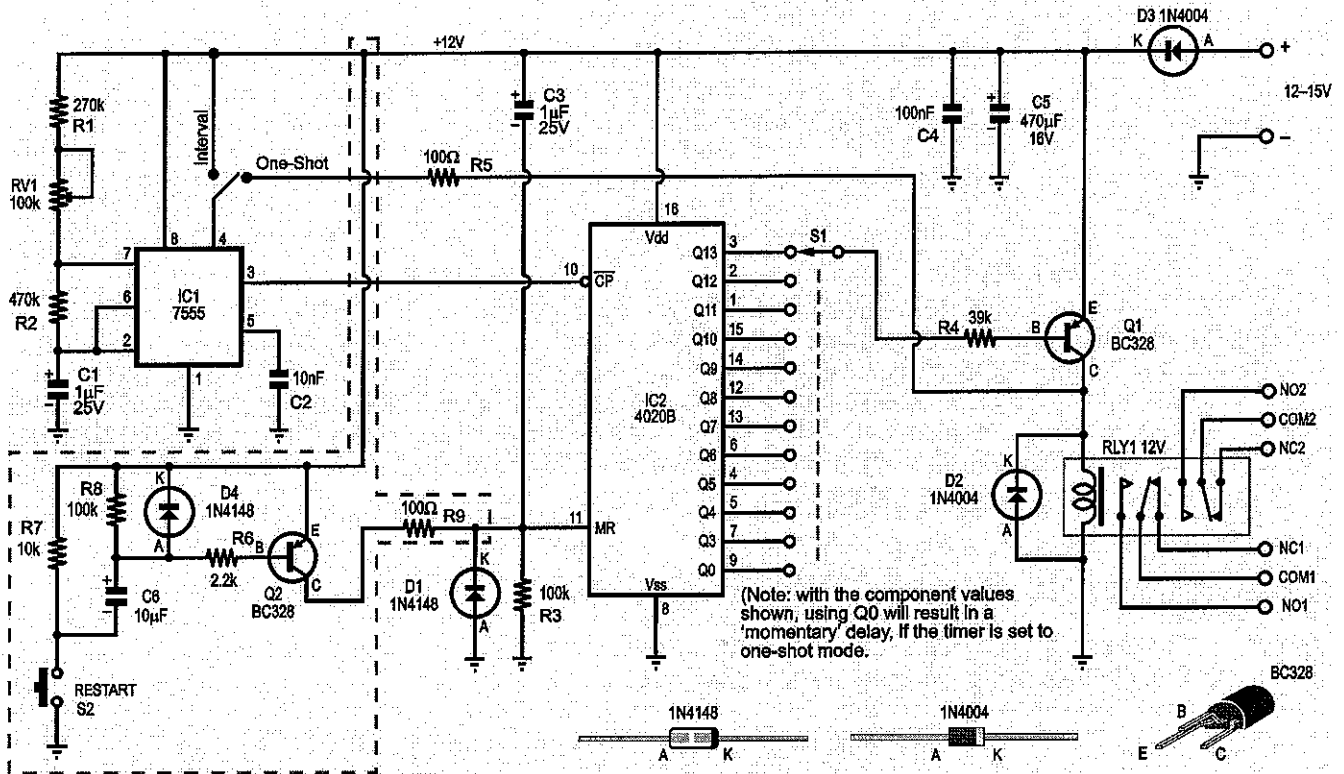 D3 1N4004
K
A
+
12–15V
–
+12V
270k
R1
RV1
100k
Interval
One-Shot
100Ω
R5
+
C3
1µF
25V
–
100nF
C4
+
C5
470µF
16V
–
8
4
7
6
2
3
5
1
IC1
7555
470k
R2
+
C1
1µF
25V
–
10nF
C2
16
Vdd
10
CP
IC2
4020B
11
MR
Vss
8
Q13
3
Q12
2
Q11
1
Q10
15
Q9
14
Q8
12
Q7
13
Q6
6
Q5
4
Q4
5
Q3
7
Q0
9
S1
R4
39k
B
E
C
Q1
BC328
NO2
COM2
NC2
RLY1 12V
K
D2
1N4004
A
NC1
COM1
NO1
R8
100k
K
D4
1N4148
A
R7
10k
R6
2.2k
B
E
C
Q2
BC328
+
C6
10µF
–
100Ω
R9
K
D1
1N4148
A
100k
R3
RESTART
S2
(Note: with the component values
shown, using Q0 will result in a
'momentary' delay, If the timer is set to
one-shot mode.
1N4148
A
K
1N4004
A
K
BC328
B
E
C